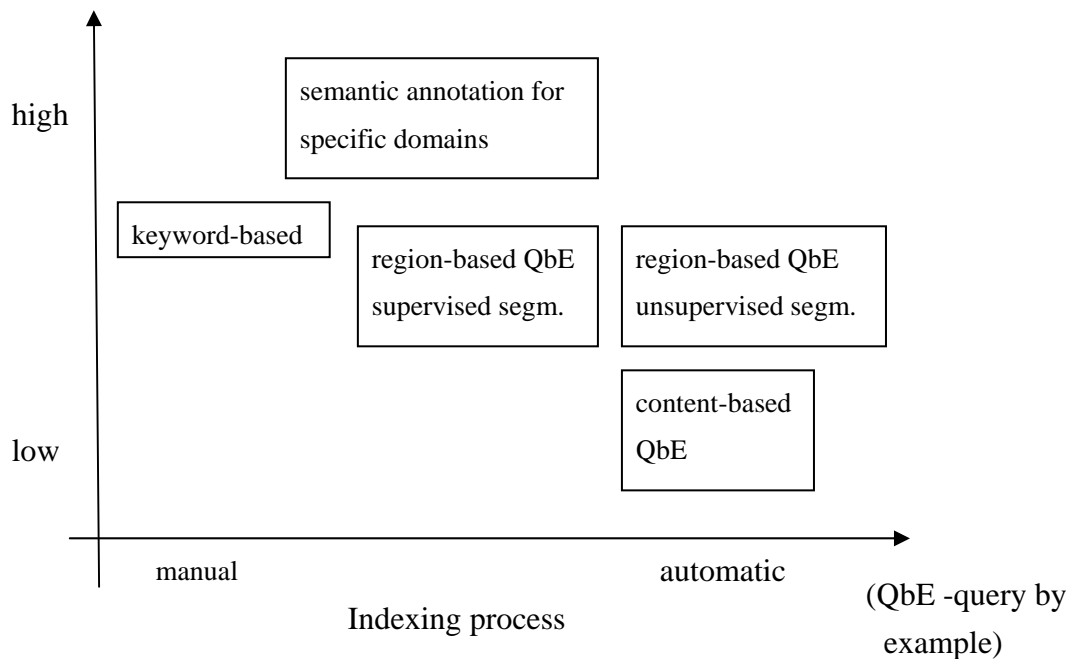 high
semantic annotation for
specific domains
keyword-based
region-based QbE
supervised segm.
region-based QbE
unsupervised segm.
content-based
QbE
low
manual
automatic
Indexing process
(QbE -query by
example)